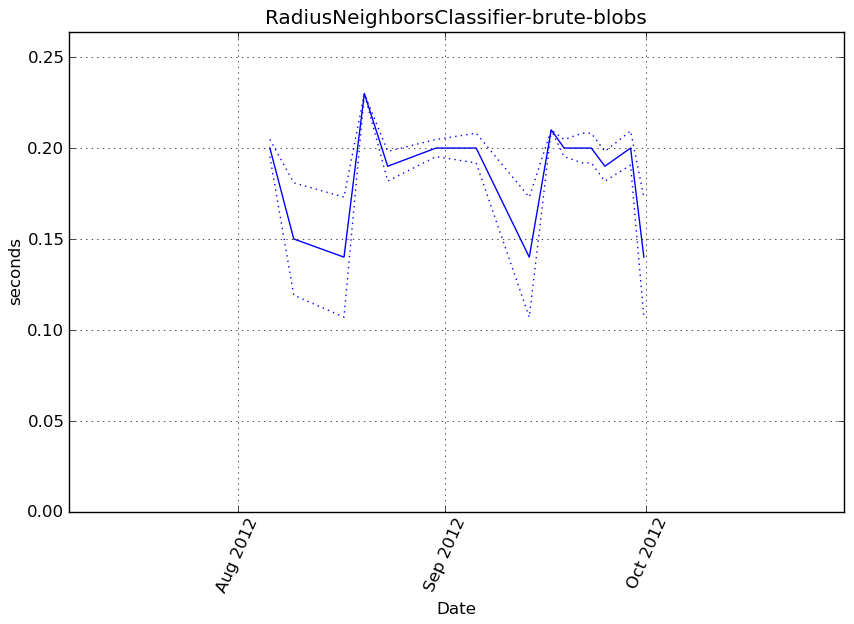 RadiusNeighborsClassifier-brute-blobs
0.25
0.20
0.15
0.10
0.05
0.00
seconds
Aug 2012
Sep 2012
Oct 2012
Date